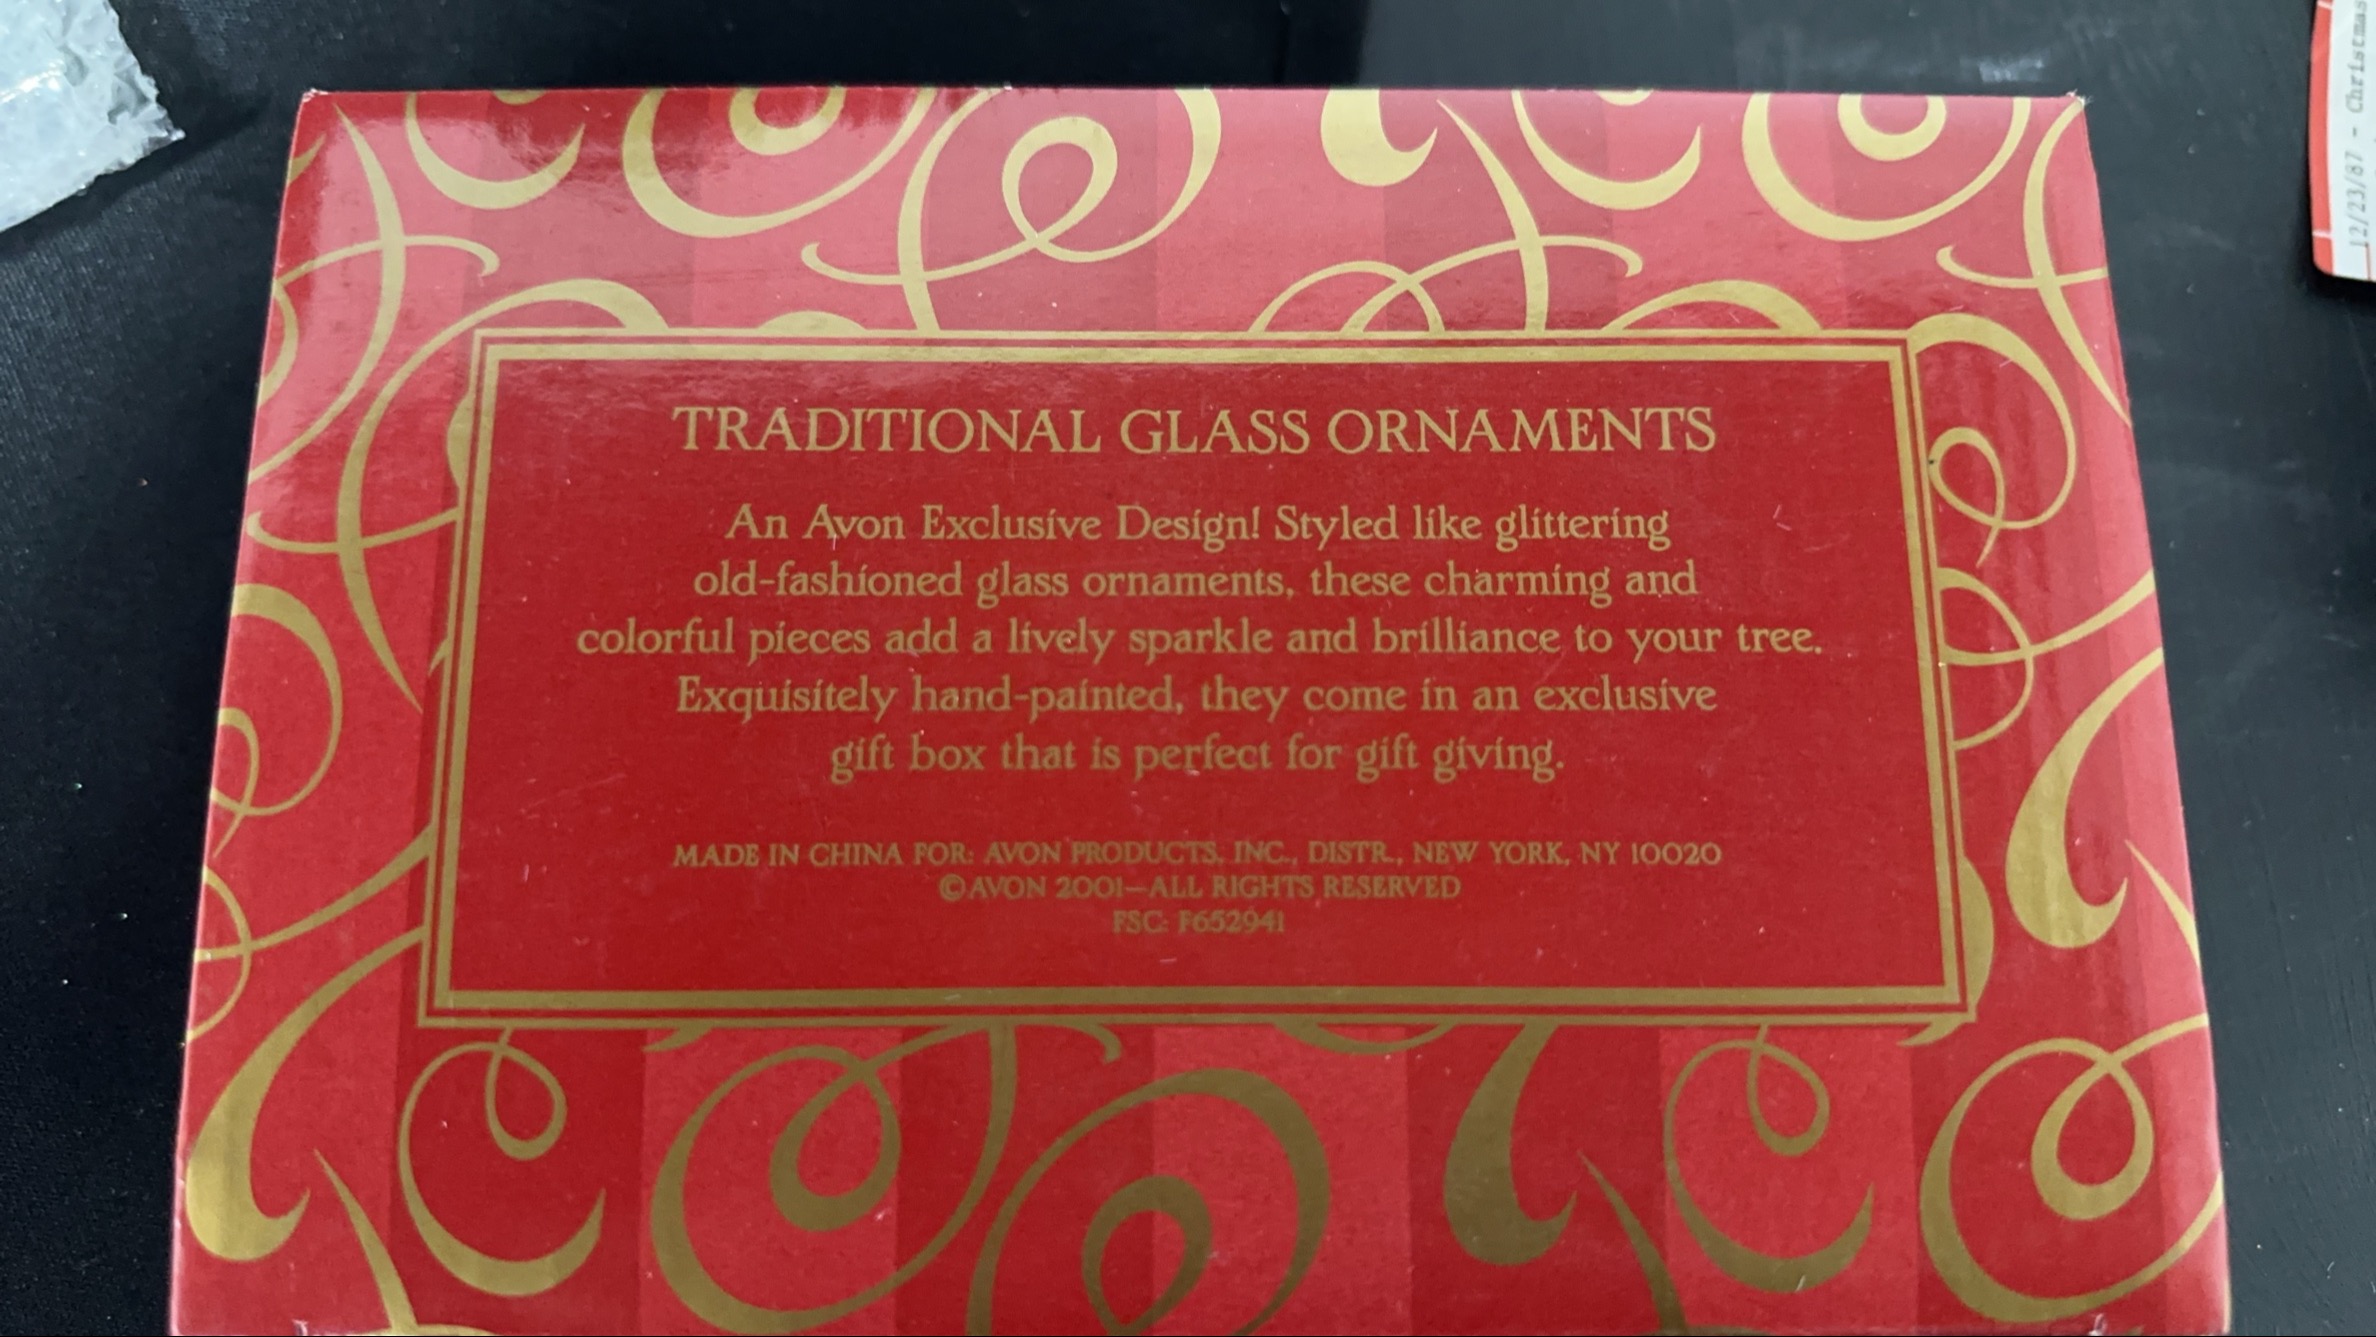 TRADITIONAL GLASS ORNAMENTS
An Avon Exclusive Design! Styled like glittering
old-fashioned glass ornaments, these charming and
colorful pieces add a lively sparkle and brilliance to your tree.
Exquisitely hand-painted, they come in an exclusive
gift box that is perfect for gift giving.
MADE IN CHINA FOR: AVON PRODUCTS, INC., DISTR., NEW YORK, NY 10020
©AVON 2001—ALL RIGHTS RESERVED
FSC: F652941
12/23/87 - Christmas